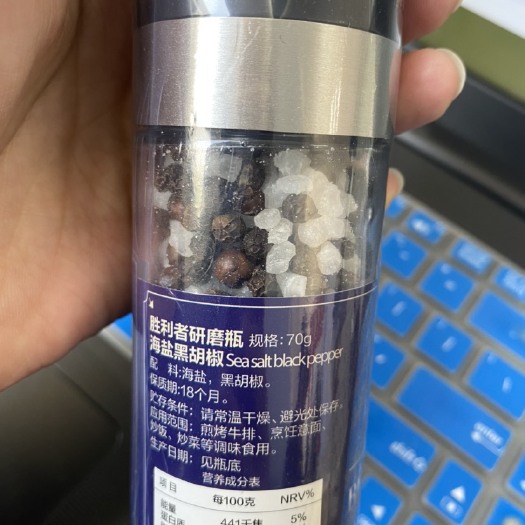 胜利者研磨瓶 规格:70g
海盐黑胡椒 Sea salt black pepper
配 料:海盐，黑胡椒。
保质期:18个月。
贮存条件：请常温干燥、避光处保存。
应用范围：煎烤牛排、烹饪意面、
炒饭、炒菜等调味食用。
生产日期：见瓶底
营养成分表
项目 每100克 NRV%
能量 441千焦 5%
蛋白质
shift